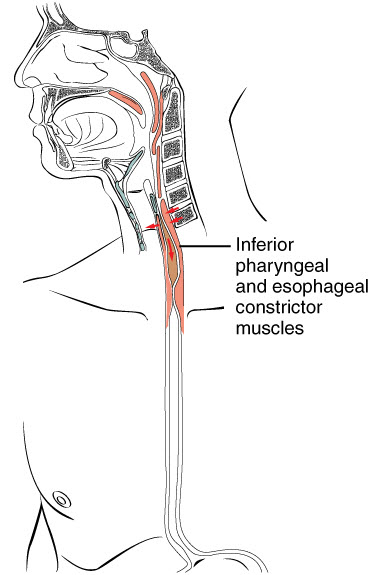 Inferior
pharyngeal
and esophageal
constrictor
muscles